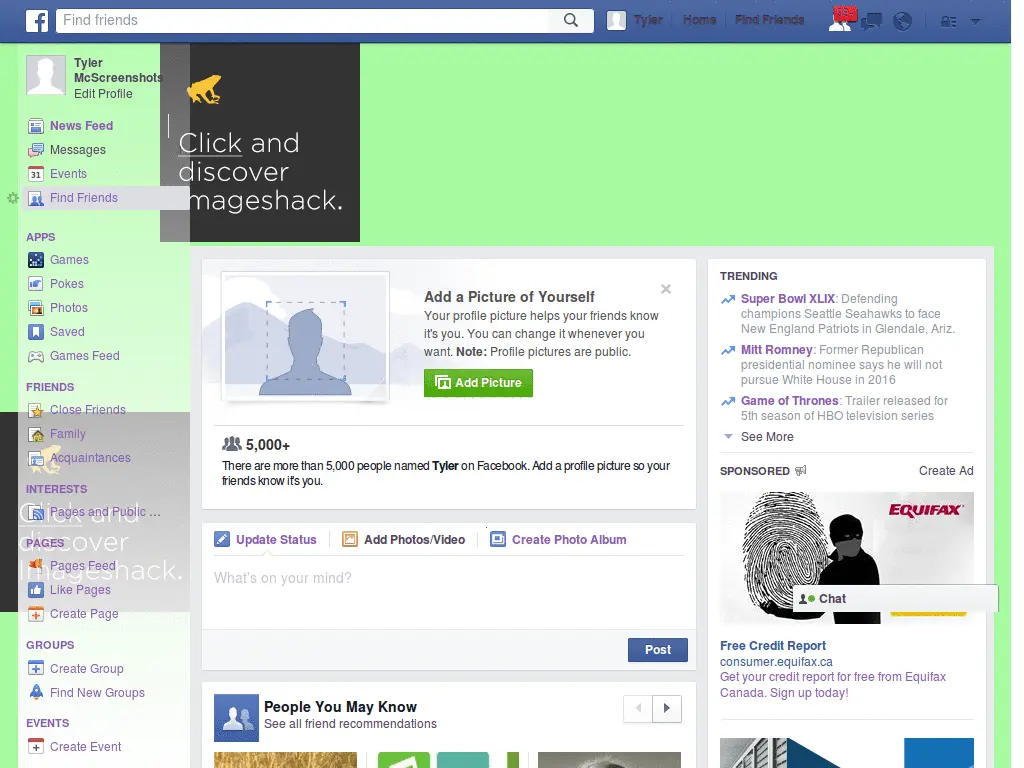 Find friends
Tyler
Home
Find Friends
Tyler
McScreenshots
Edit Profile
News Feed
Messages
31 Events
Find Friends
APPS
Games
Pokes
Photos
Saved
Games Feed
FRIENDS
Close Friends
Family
Acquaintances
INTERESTS
Pages and Public ...
PAGES
Pages Feed
Like Pages
Create Page
GROUPS
Create Group
Find New Groups
EVENTS
Create Event
Click and
discover
imageshack.
Click and
discover
imageshack.
Add a Picture of Yourself
Your profile picture helps your friends know
it's you. You can change it whenever you
want. Note: Profile pictures are public.
Add Picture
5,000+
There are more than 5,000 people named Tyler on Facebook. Add a profile picture so your
friends know it's you.
Update Status
Add Photos/Video
Create Photo Album
What's on your mind?
Post
People You May Know
See all friend recommendations
TRENDING
Super Bowl XLIX: Defending
champions Seattle Seahawks to face
New England Patriots in Glendale, Ariz.
Mitt Romney: Former Republican
presidential nominee says he will not
pursue White House in 2016
Game of Thrones: Trailer released for
5th season of HBO television series
See More
SPONSORED
Create Ad
EQUIFAX
Chat
Free Credit Report
consumer.equifax.ca
Get your credit report for free from Equifax
Canada. Sign up today!